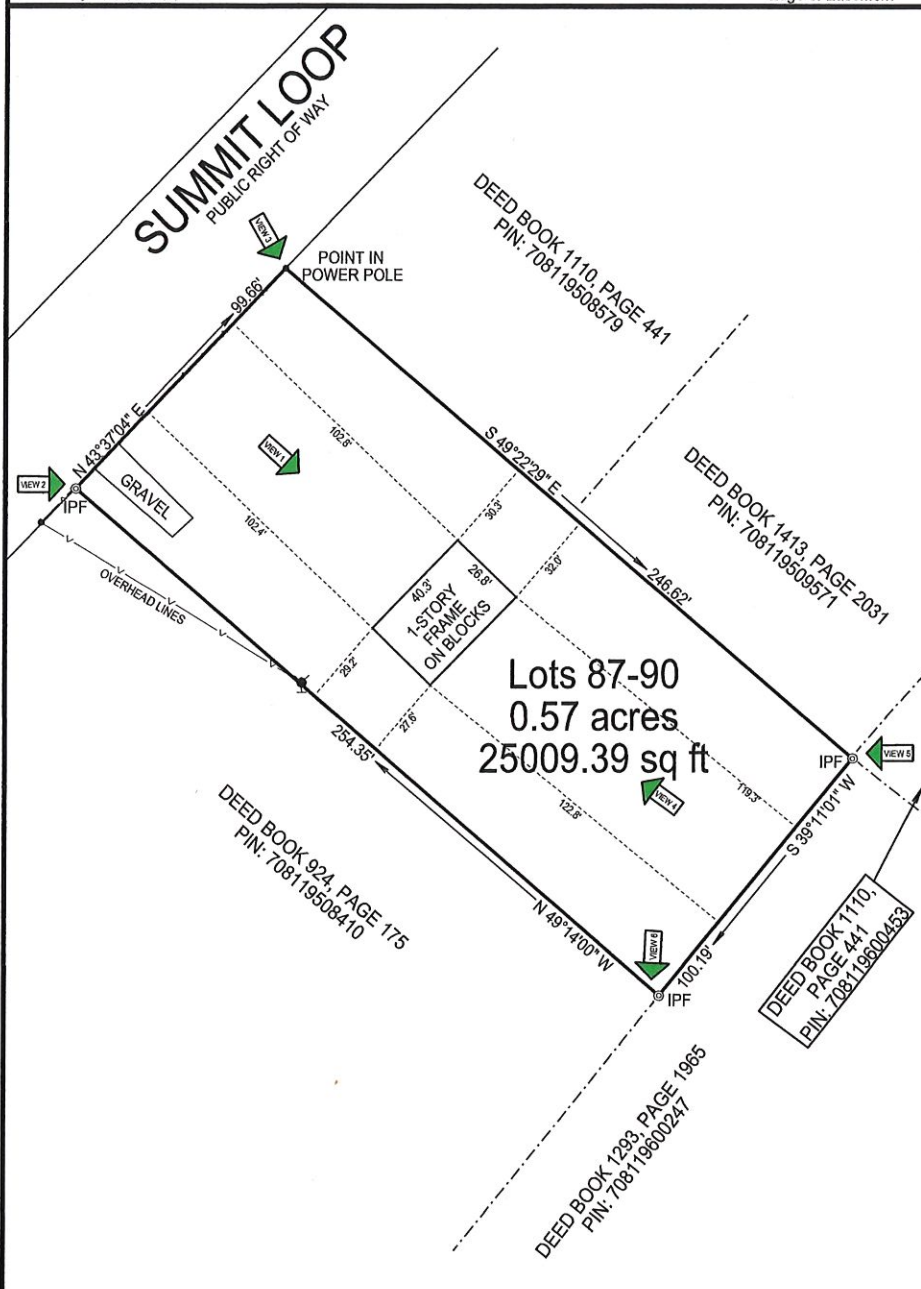 SUMMIT LOOP
PUBLIC RIGHT OF WAY
VIEW 3
POINT IN
POWER POLE
DEED BOOK 1110, PAGE 441
PIN: 708119508579
99.66'
N 43°37'04" E
VIEW 2
IPF
GRAVEL
VIEW 1
102.8'
102.4'
OVERHEAD LINES
S 49°22'29" E
246.62'
DEED BOOK 1413, PAGE 2031
PIN: 708119509571
30.3'
32.0'
40.3'
26.8'
1-STORY
FRAME
ON BLOCKS
29.2'
27.6'
Lots 87-90
0.57 acres
25009.39 sq ft
254.35'
N 49°14'00" W
IPF
VIEW 5
VIEW 4
119.3'
122.8'
S 39°11'01" W
100.19'
DEED BOOK 924, PAGE 175
PIN: 708119508410
VIEW 6
IPF
DEED BOOK 1110,
PAGE 441
PIN: 708119600453
DEED BOOK 1293, PAGE 1965
PIN: 708119600247